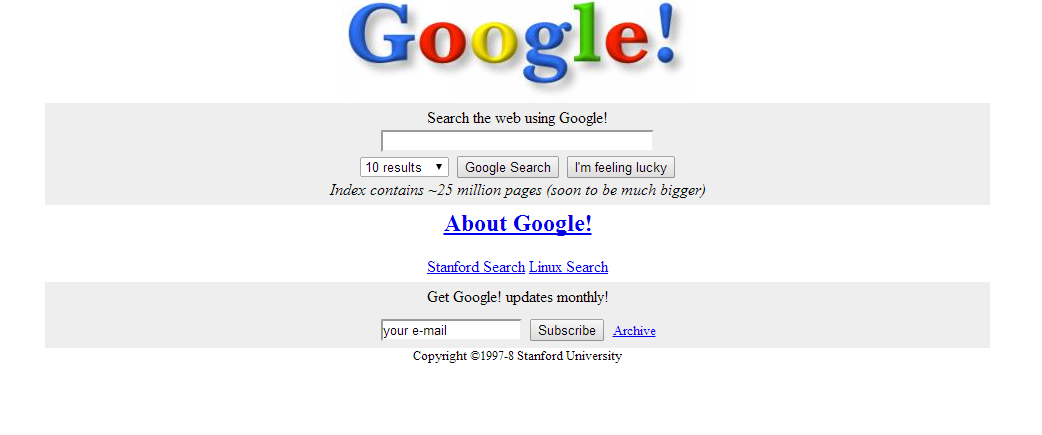 Google!
Search the web using Google!
10 results Google Search I'm feeling lucky
Index contains ~25 million pages (soon to be much bigger)
About Google!
Stanford Search Linux Search
Get Google! updates monthly!
your e-mail Subscribe Archive
Copyright ©1997-8 Stanford University